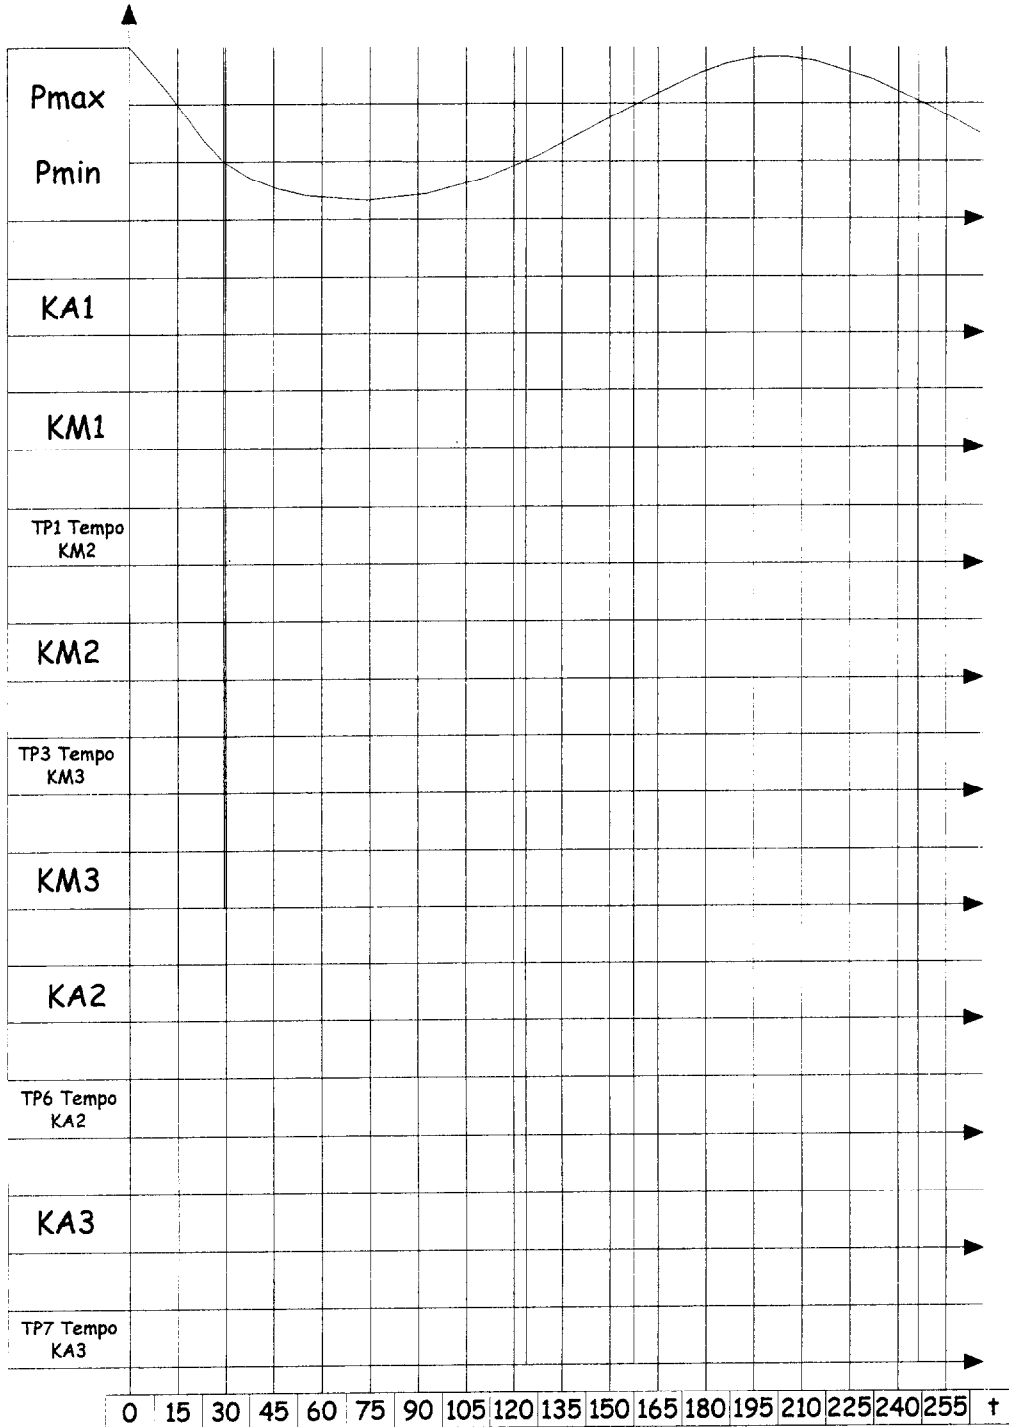 Pmax
Pmin
KA1
KM1
TP1 Tempo
KM2
KM2
TP3 Tempo
KM3
KM3
KA2
TP6 Tempo
KA2
KA3
TP7 Tempo
KA3
0 15 30 45 60 75 90 105 120 135 150 165 180 195 210 225 240 255 t